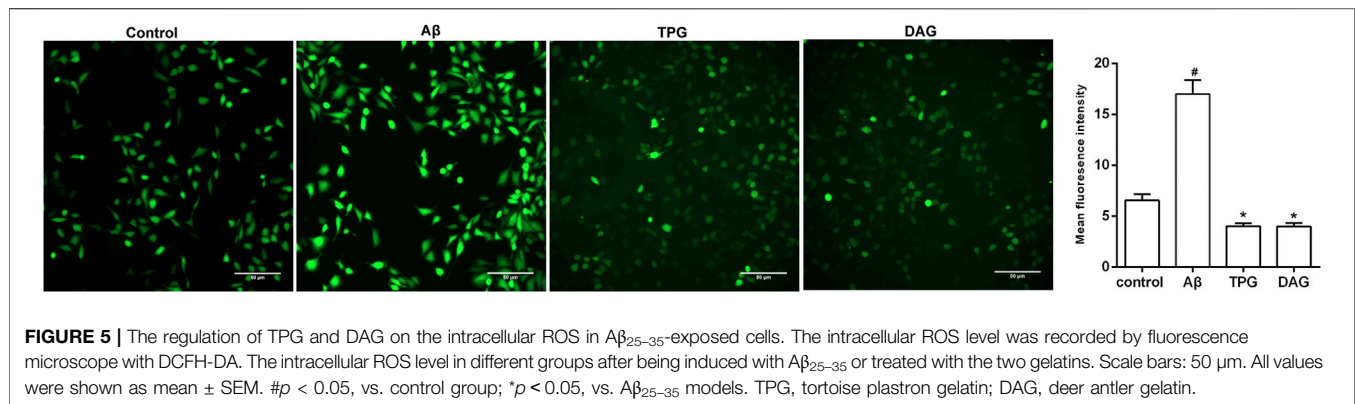 Control
Aβ
TPG
DAG
50 μm
50 μm
50 μm
50 μm
Mean fluorescence intensity
20
15
10
5
0
#
*
*
control
Aβ
TPG
DAG
FIGURE 5 | The regulation of TPG and DAG on the intracellular ROS in Aβ25–35-exposed cells. The intracellular ROS level was recorded by fluorescence
microscope with DCFH-DA. The intracellular ROS level in different groups after being induced with Aβ25–35 or treated with the two gelatins. Scale bars: 50 μm. All values
were shown as mean ± SEM. #p < 0.05, vs. control group; *p < 0.05, vs. Aβ25–35 models. TPG, tortoise plastron gelatin; DAG, deer antler gelatin.